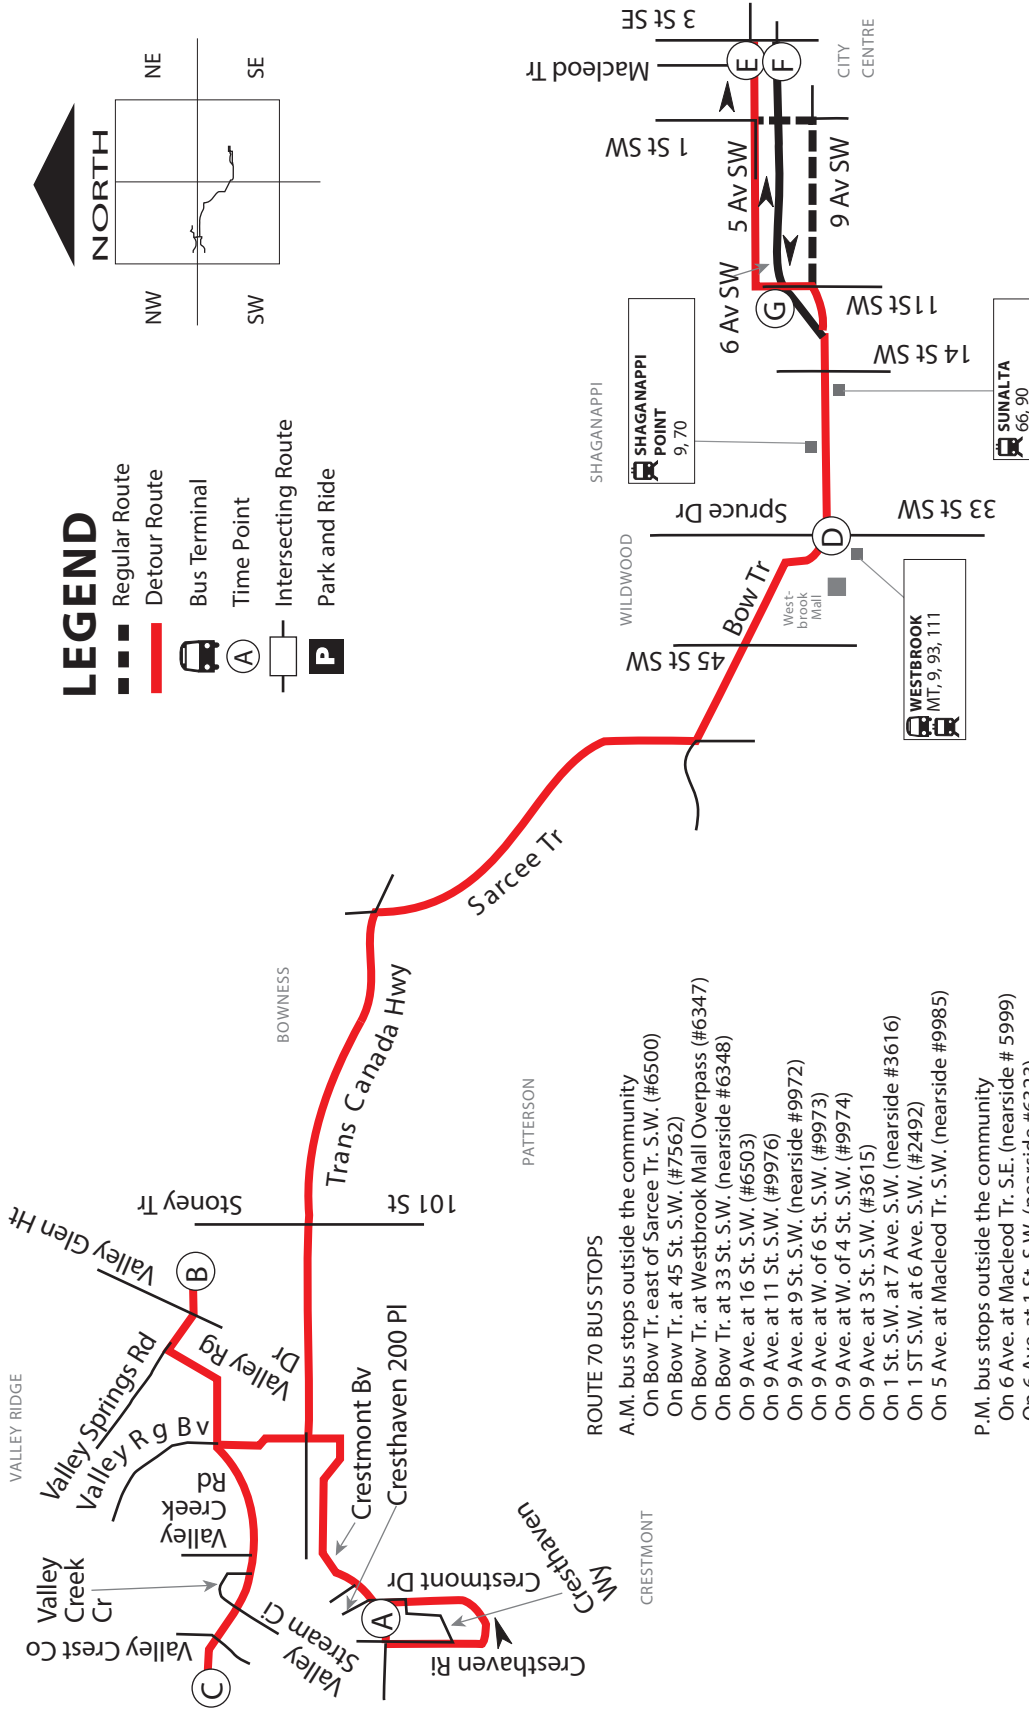 LEGEND
Regular Route
Detour Route
Bus Terminal
A
Time Point
Intersecting Route
P
Park and Ride
NORTH
NW
NE
SW
SE
VALLEY RIDGE
Valley Glen Ht
B
Valley Springs Rd
Valley Rg
Dr
Valley R g B v
Valley
Creek
Rd
Valley
Creek
Cr
Valley Crest Co
C
Valley
Stream Ci
Stoney Tr
101 St
Trans Canada Hwy
BOWNESS
Crestmont Bv
Cresthaven 200 Pl
A
Crestmont Dr
Cresthaven
Wy
Cresthaven Ri
CRESTMONT
PATTERSON
Sarcee Tr
45 St SW
Bow Tr
WILDWOOD
West-
brook
Mall
Spruce Dr
D
33 St SW
WESTBROOK
MT, 9, 93, 111
SHAGANAPPI
SHAGANAPPI
POINT
9, 70
14 St SW
SUNALTA
66, 90
11St SW
G
6 Av SW
5 Av SW
9 Av SW
1 St SW
Macleod Tr
3 St SE
E
F
CITY
CENTRE
ROUTE 70 BUS STOPS
A.M. bus stops outside the community
On Bow Tr. east of Sarcee Tr. S.W. (#6500)
On Bow Tr. at 45 St. S.W. (#7562)
On Bow Tr. at Westbrook Mall Overpass (#6347)
On Bow Tr. at 33 St. S.W. (nearside #6348)
On 9 Ave. at 16 St. S.W. (#6503)
On 9 Ave. at 11 St. S.W. (#9976)
On 9 Ave. at 9 St. S.W. (nearside #9972)
On 9 Ave. at W. of 6 St. S.W. (#9973)
On 9 Ave. at W. of 4 St. S.W. (#9974)
On 9 Ave. at 3 St. S.W. (#3615)
On 1 St. S.W. at 7 Ave. S.W. (nearside #3616)
On 1 ST S.W. at 6 Ave. S.W. (#2492)
On 5 Ave. at Macleod Tr. S.W. (nearside #9985)
P.M. bus stops outside the community
On 6 Ave. at Macleod Tr. S.E. (nearside # 5999)
On 6 Ave. at 1 St. S.W. (nearside #6323)